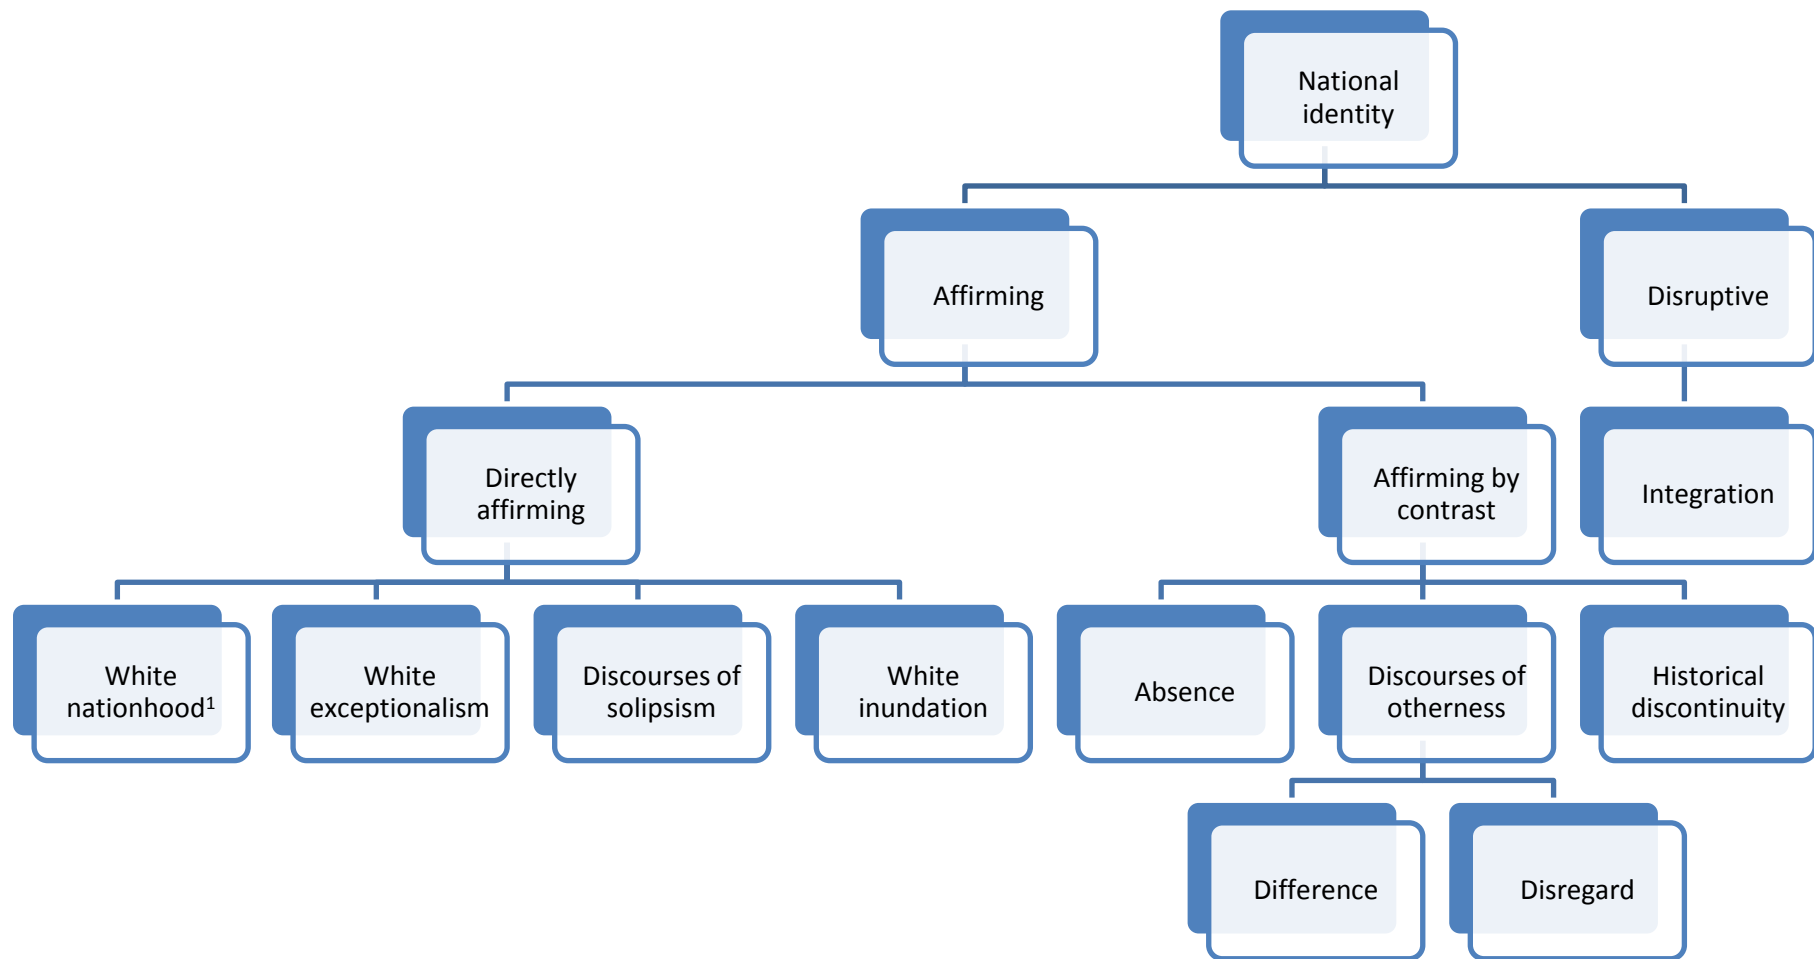 National
identity
Affirming
Disruptive
Directly
affirming
Affirming by
contrast
Integration
White
nationhood¹
White
exceptionalism
Discourses of
solipsism
White
inundation
Absence
Discourses of
otherness
Historical
discontinuity
Difference
Disregard